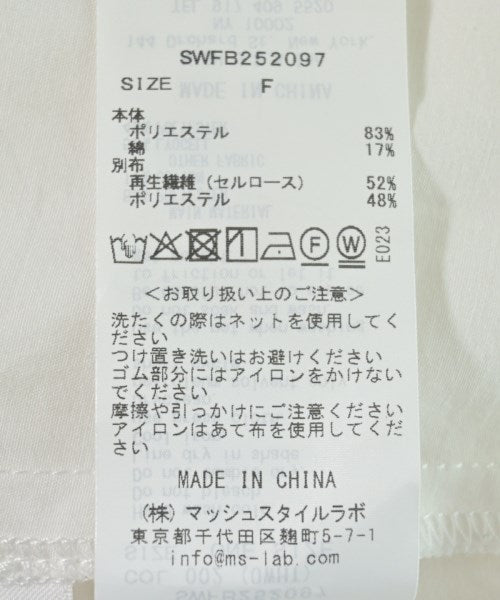 SWFB252097
SIZE F
本体
ポリエステル 83%
綿 17%
別布
再生繊維(セルロース) 52%
ポリエステル 48%
F W E023
<お取り扱い上のご注意>
洗たくの際はネットを使用してく
ださい
つけ置き洗いはお避けください
ゴム部分にはアイロンをかけない
でください
摩擦や引っかけにご注意ください
アイロンはあて布を使用してくだ
さい
MADE IN CHINA
(株) マッシュスタイルラボ
東京都千代田区麹町5-7-1
info@ms-lab.com